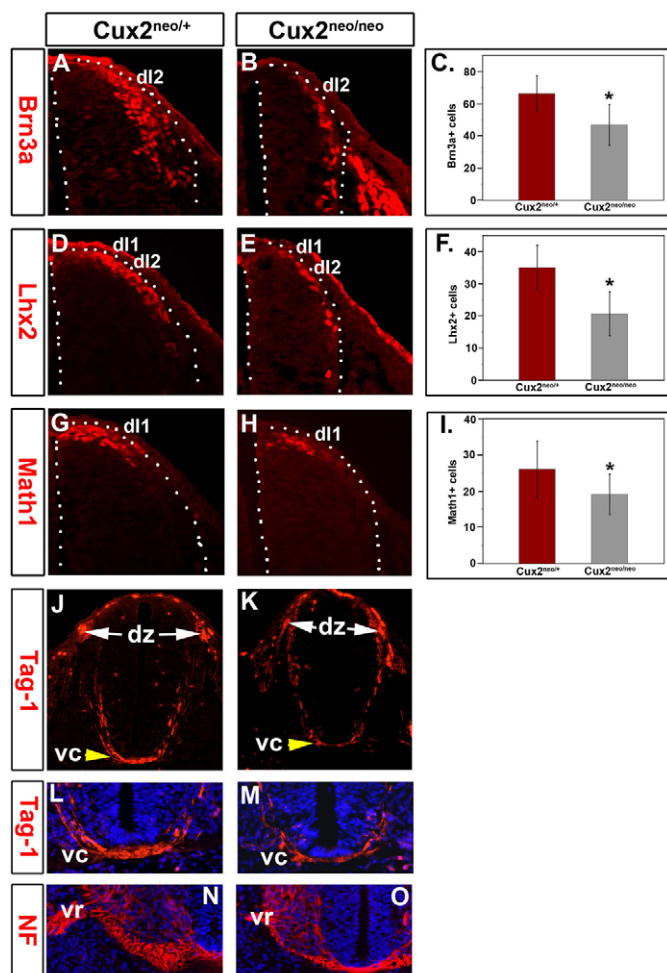 Cux2neo/+ Cux2neo/neo
Brn3a
A dI2
B dI2
C.
Brn3a+ cells
80
60
40
20
0
*
Cux2neo/+ Cux2neo/neo
Lhx2
D dI1
dI2
E dI1
dI2
F.
Lhx2+ cells
40
30
20
10
0
*
Cux2neo/+ Cux2neo/neo
Math1
G dI1
H dI1
I.
Math1+ cells
40
30
20
10
0
*
Cux2neo/+ Cux2neo/neo
Tag-1
J dz
vc
K dz
vc
Tag-1
L
vc
M
vc
NF
N
vr
O
vr